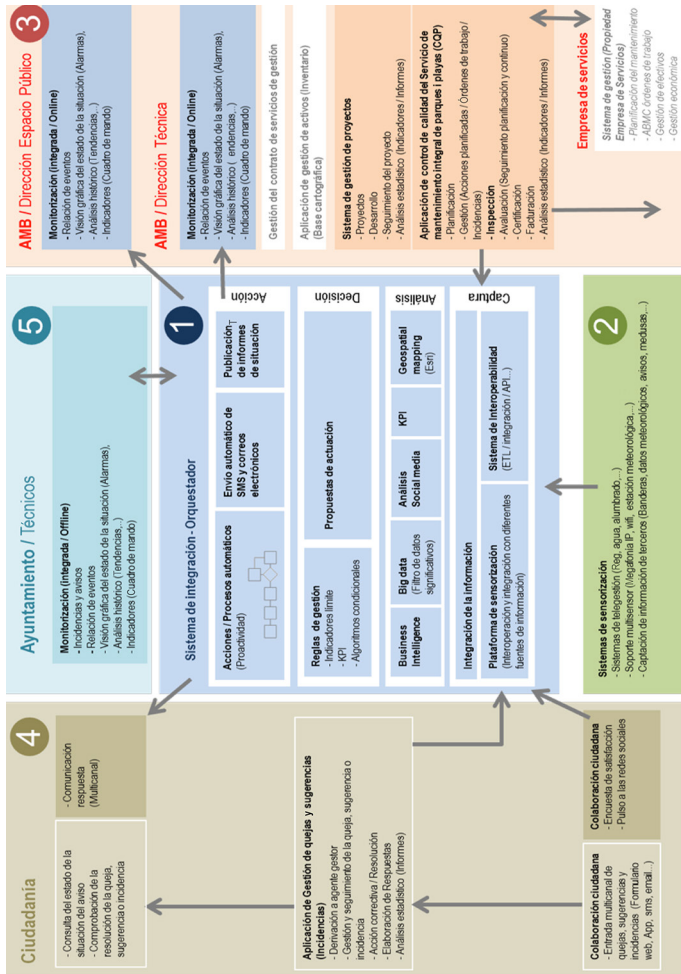 Ciudadanía
4
- Consulta del estado de la
situación del aviso
- Comprobación de la
resolución de la queja,
sugerencia o incidencia
- Comunicación
respuesta
(Multicanal)
Aplicación de Gestión de quejas y sugerencias
(Incidencias)
- Derivación a agente gestor
- Gestión y seguimiento de la queja, sugerencia o
incidencia
- Acción correctiva / Resolución
- Elaboración de Respuestas
- Análisis estadístico (Informes)
Colaboración ciudadana
- Entrada multicanal de
quejas, sugerencias y
incidencias (Formulario
web, App, sms, email...)
Colaboración ciudadana
- Encuesta de satisfacción
- Pulso a las redes sociales
Ayuntamiento / Técnicos
5
Monitorización (integrada / Offline)
- Incidencias y avisos
- Relación de eventos
- Visión gráfica del estado de la situación (Alarmas),
- Análisis histórico (Tendencias,..)
- Indicadores (Cuadro de mando)
Sistema de integración - Orquestador
1
Acciones / Procesos automáticos
(Proactividad)
Envío automático de
SMS y correos
electrónicos
Publicación
de informes
de situación
Acción
Reglas de gestión
- Indicadores límite
- KPI
- Algoritmos condicionales
Propuestas de actuación
Decisión
Business
Intelligence
Big data
(Filtro de datos
significativos)
Análisis
Social media
KPI
Geospatial
mapping
(Esri)
Análisis
Integración de la información
Plataforma de sensorización
(Interoperación y integración con diferentes
fuentes de información)
Sistema de Interoperabilidad
(ETL / integración / API...)
Captura
2
Sistemas de sensorización
- Sistemas de telegestión (Reg, agua, alumbrado,...)
- Soporte multisensor (Megafonía IP, wifi, estación meteorológica,...)
- Captación de información de terceros (Banderas, datos meteorológicos, avisos, medusas,...)
AMB / Dirección Espacio Público
3
Monitorización (integrada / Online)
- Relación de eventos
- Visión gráfica del estado de la situación (Alarmas),
- Análisis histórico (Tendencias,..)
- Indicadores (Cuadro de mando)
AMB / Dirección Técnica
Monitorización (integrada / Online)
- Relación de eventos
- Visión gráfica del estado de la situación (Alarmas),
- Análisis histórico ( endencias,..)
- Indicadores (Cuadro de mando)
Gestión del contrato de servicios de gestión
Aplicación de gestión de activos (Inventario)
(Base cartográfica)
Sistema de gestión de proyectos
- Proyectos
- Desarrollo
- Seguimiento del proyecto
- Análisis estadístico (Indicadores / Informes)
Aplicación de control de calidad del Servicio de
mantenimiento integral de parques i playas (CQP)
- Planificación
- Gestión (Acciones planificadas / Órdenes de trabajo /
Incidencias)
- Inspección
- Avaluación (Seguimiento planificación y continuo)
- Certificación
- Facturación
- Análisis estadístico (Indicadores / Informes)
Empresa de servicios
Sistema de gestión (Propiedad
Empresa de Servicios)
- Planificación del mantenimiento
- ABMC órdenes de trabajo
- Gestión de efectivos
- Gestión económica